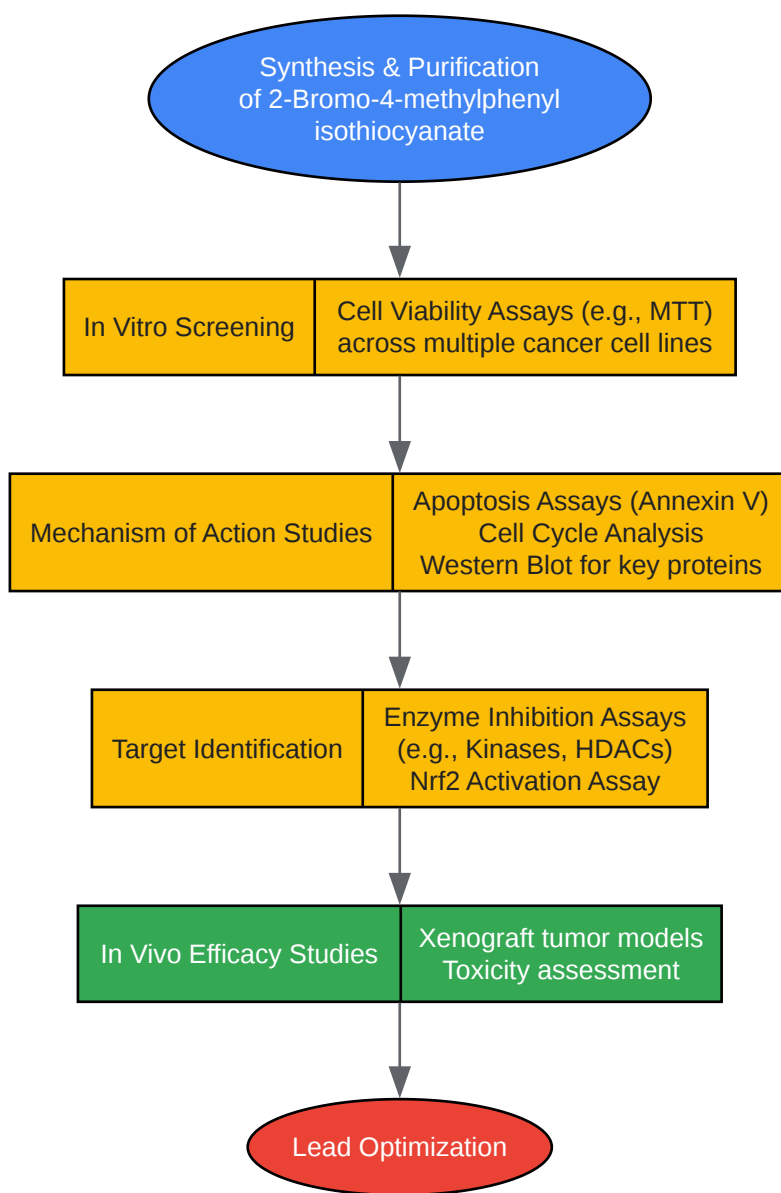 Synthesis & Purification
of 2-Bromo-4-methylphenyl
isothiocyanate
In Vitro Screening
Cell Viability Assays (e.g., MTT)
across multiple cancer cell lines
Mechanism of Action Studies
Apoptosis Assays (Annexin V)
Cell Cycle Analysis
Western Blot for key proteins
Target Identification
Enzyme Inhibition Assays
(e.g., Kinases, HDACs)
Nrf2 Activation Assay
In Vivo Efficacy Studies
Xenograft tumor models
Toxicity assessment
Lead Optimization